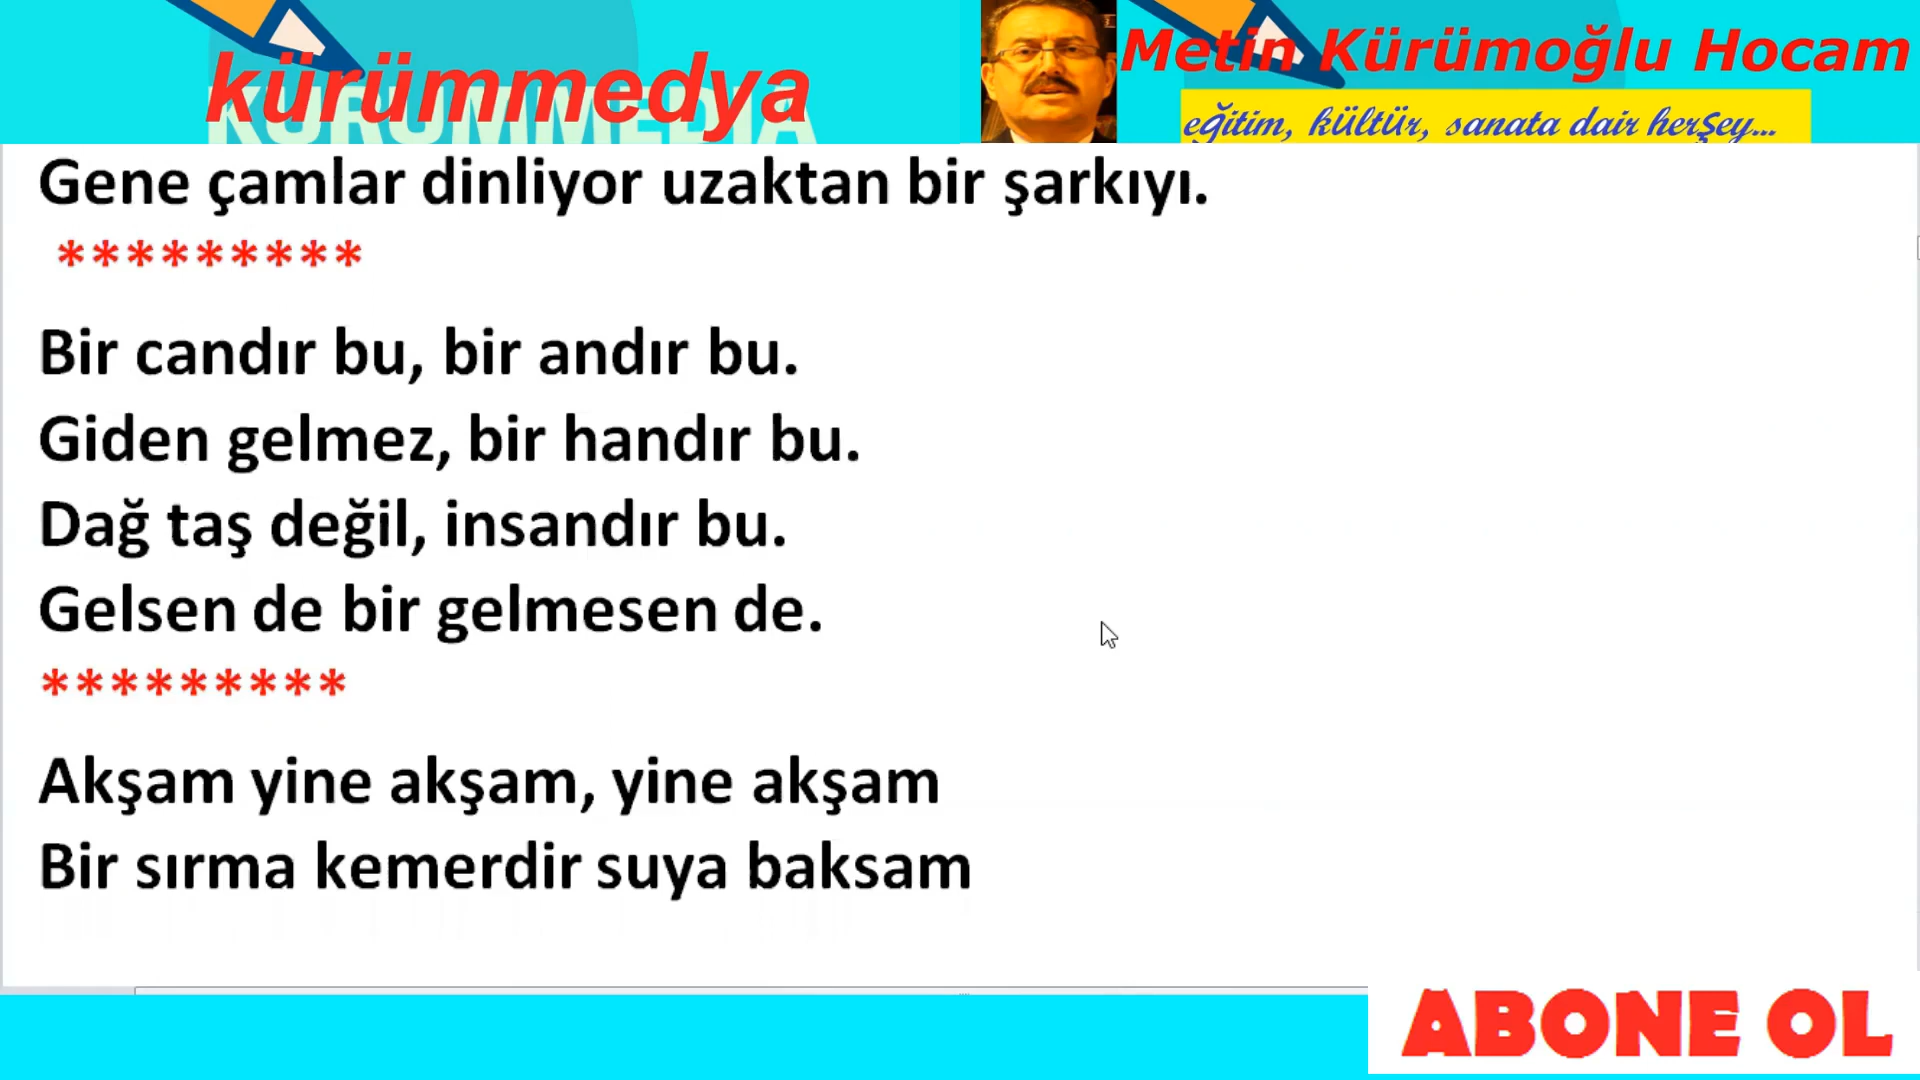 kürümmedya
KÜRÜMMEDIA
Metin Kürümoğlu Hocam
eğitim, kültür, sanata dair herşey...
Gene çamlar dinliyor uzaktan bir şarkıyı.
*********
Bir candır bu, bir andır bu.
Giden gelmez, bir handır bu.
Dağ taş değil, insandır bu.
Gelsen de bir gelmesen de.
*********
Akşam yine akşam, yine akşam
Bir sırma kemerdir suya baksam
ABONE OL